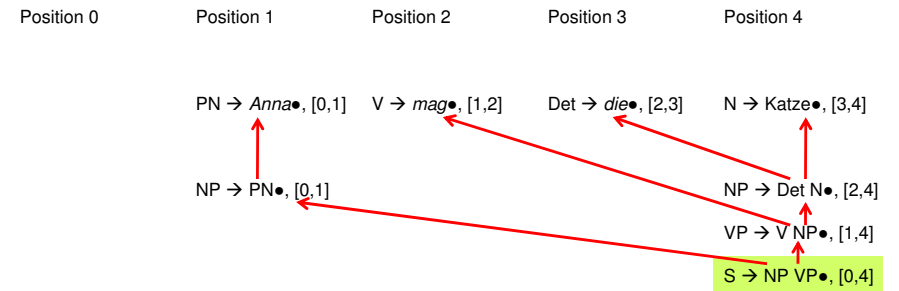 Position 0 Position 1 Position 2 Position 3 Position 4
PN → Anna●, [0,1] V → mag●, [1,2] Det → die●, [2,3] N → Katze●, [3,4]
NP → PN●, [0,1] NP → Det N●, [2,4]
VP → V NP●, [1,4]
S → NP VP●, [0,4]